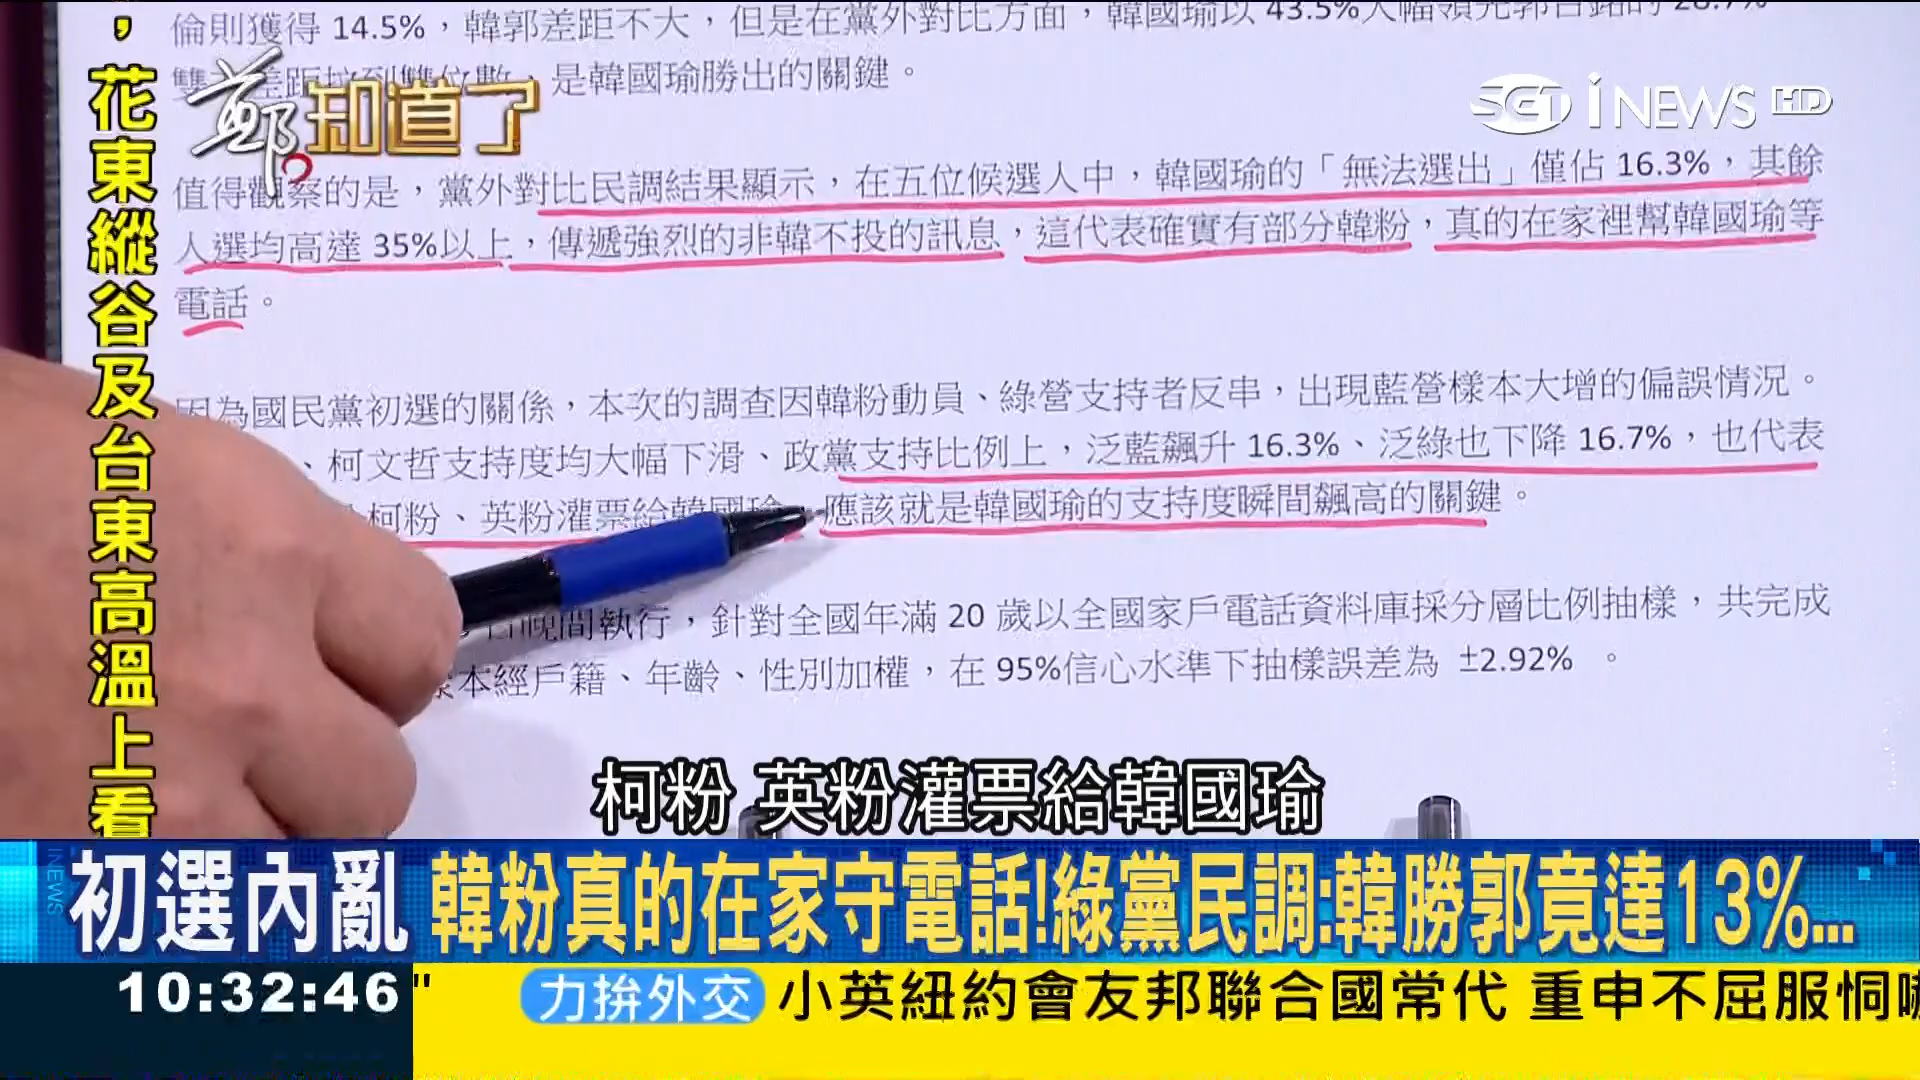 倫則獲得 14.5%，韓郭差距不大，但是在黨外對比方面，韓國瑜以 43.5%大幅領先郭台銘的 28.7%
是韓國瑜勝出的關鍵。
鄭知道了
SET iNEWS HD
值得觀察的是，黨外對比民調結果顯示，在五位候選人中，韓國瑜的「無法選出」僅佔 16.3%，其餘
人選均高達 35%以上，傳遞強烈的非韓不投的訊息，這代表確實有部分韓粉，真的在家裡幫韓國瑜等
電話。
因為國民黨初選的關係，本次的調查因韓粉動員、綠營支持者反串，出現藍營樣本大增的偏誤情況。
、柯文哲支持度均大幅下滑、政黨支持比例上，泛藍飆升 16.3%、泛綠也下降 16.7%，也代表
柯粉、英粉灌票給韓國瑜，應該就是韓國瑜的支持度瞬間飆高的關鍵。
晚間執行，針對全國年滿 20 歲以全國家戶電話資料庫採分層比例抽樣，共完成
樣本經戶籍、年齡、性別加權，在 95%信心水準下抽樣誤差為 ±2.92% 。
，花東縱谷及台東高溫上看
柯粉 英粉灌票給韓國瑜
iNEWS
初選內亂 韓粉真的在家守電話!綠黨民調:韓勝郭竟達13%...
10:32:46 " 力拚外交 小英紐約會友邦聯合國常代 重申不屈服恫嚇